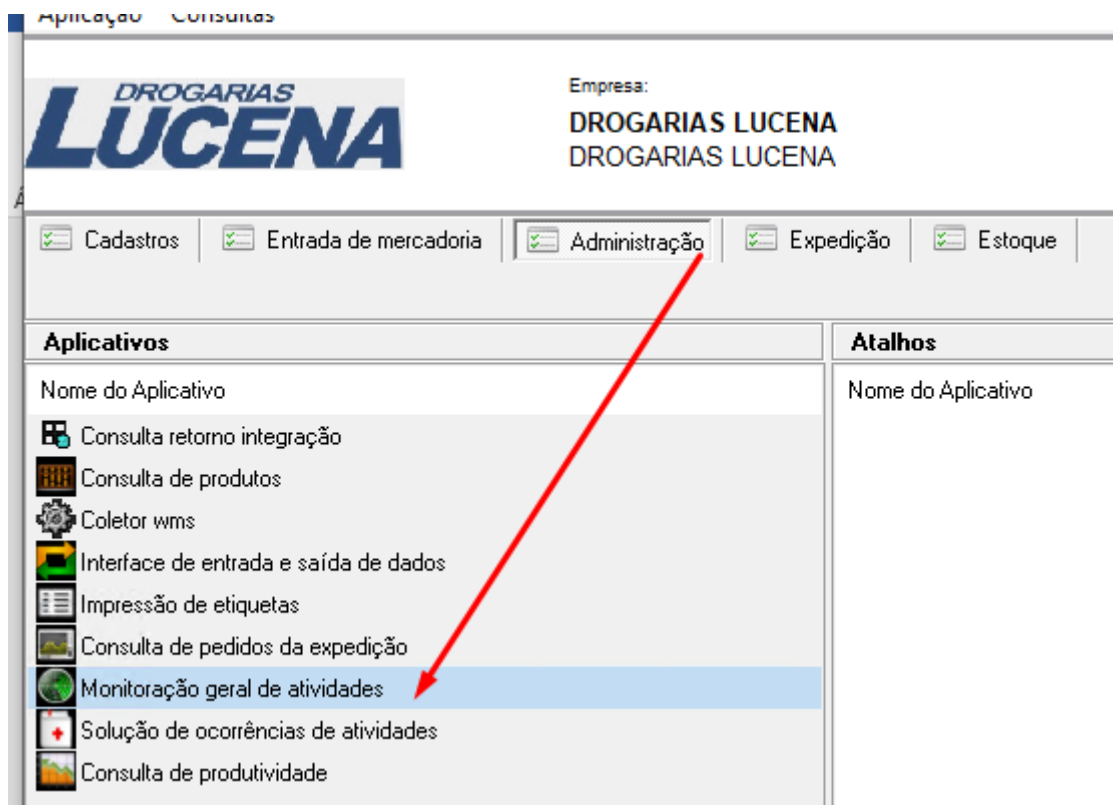 Aplicação Consultas
DROGARIAS
LUCENA
Empresa:
DROGARIAS LUCENA
DROGARIAS LUCENA
Cadastros Entrada de mercadoria Administração Expedição Estoque
Aplicativos
Nome do Aplicativo
Consulta retorno integração
Consulta de produtos
Coletor wms
Interface de entrada e saída de dados
Impressão de etiquetas
Consulta de pedidos da expedição
Monitoração geral de atividades
Solução de ocorrências de atividades
Consulta de produtividade
Atalhos
Nome do Aplicativo